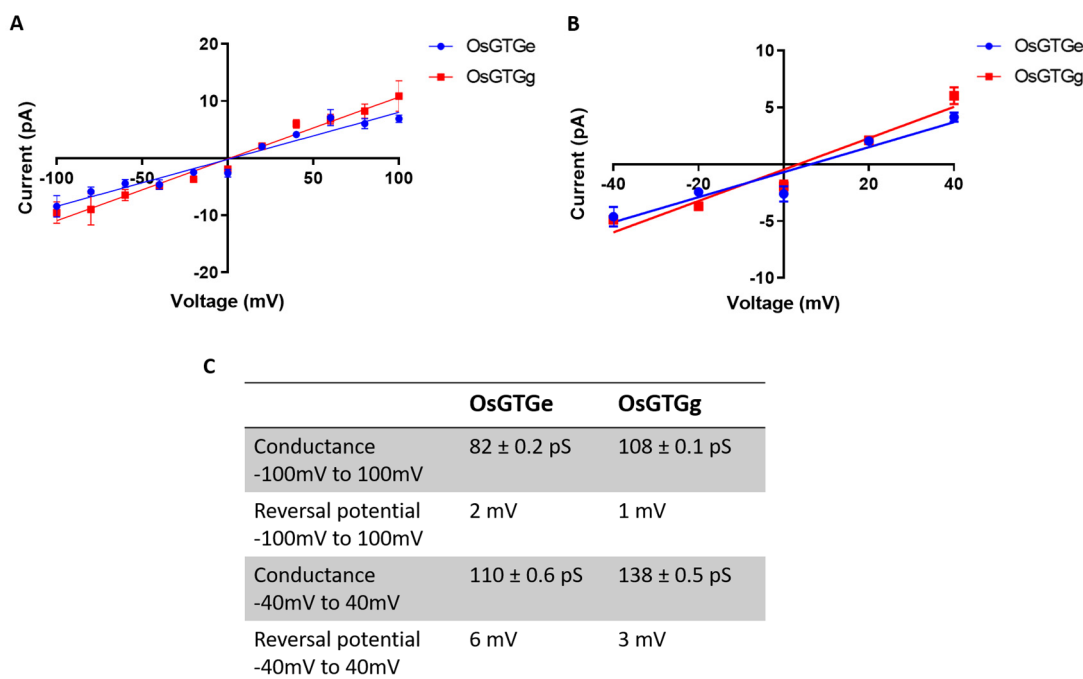 A
B
20
10
-10
-20
-100
-50
50
100
Current (pA)
Voltage (mV)
OsGTGe
OsGTGg
10
5
-5
-10
-40
-20
20
40
Current (pA)
Voltage (mV)
OsGTGe
OsGTGg
C
OsGTGe OsGTGg
Conductance 82 ± 0.2 pS 108 ± 0.1 pS
-100mV to 100mV
Reversal potential 2 mV 1 mV
-100mV to 100mV
Conductance 110 ± 0.6 pS 138 ± 0.5 pS
-40mV to 40mV
Reversal potential 6 mV 3 mV
-40mV to 40mV